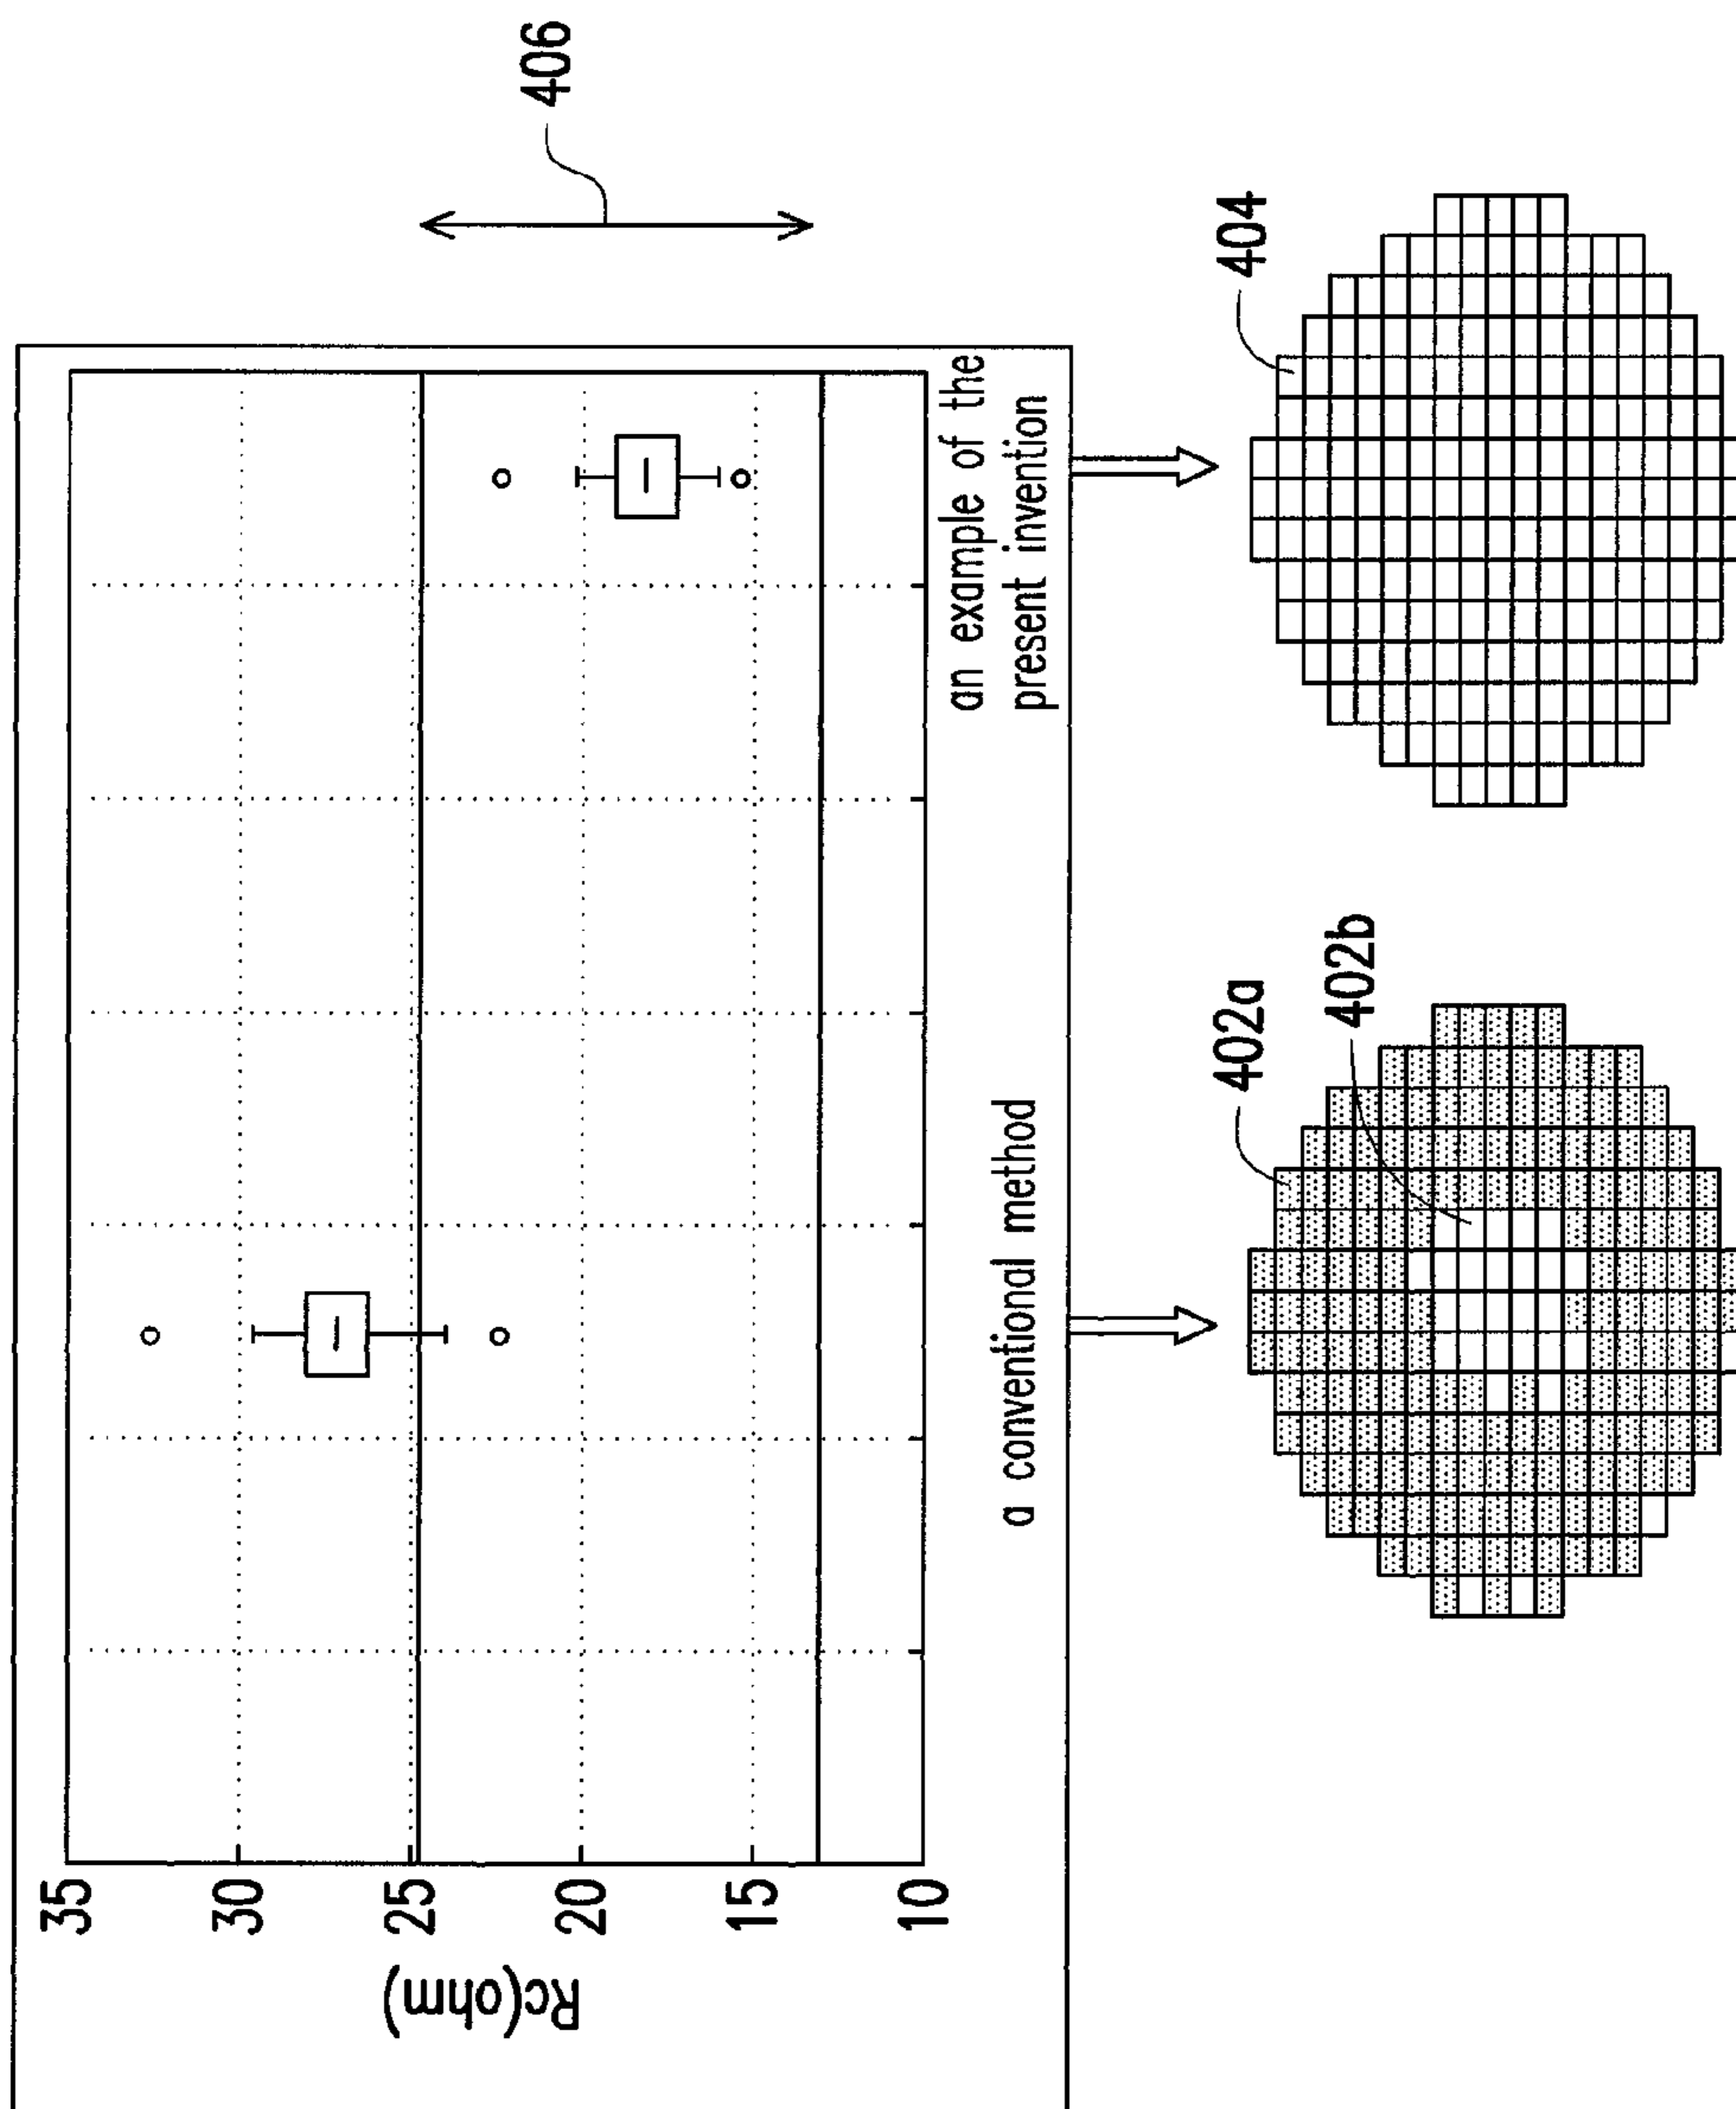 406
35
30
25
20
15
10
Rc(ohm)
a conventional method
an example of the
present invention
402a
402b
404